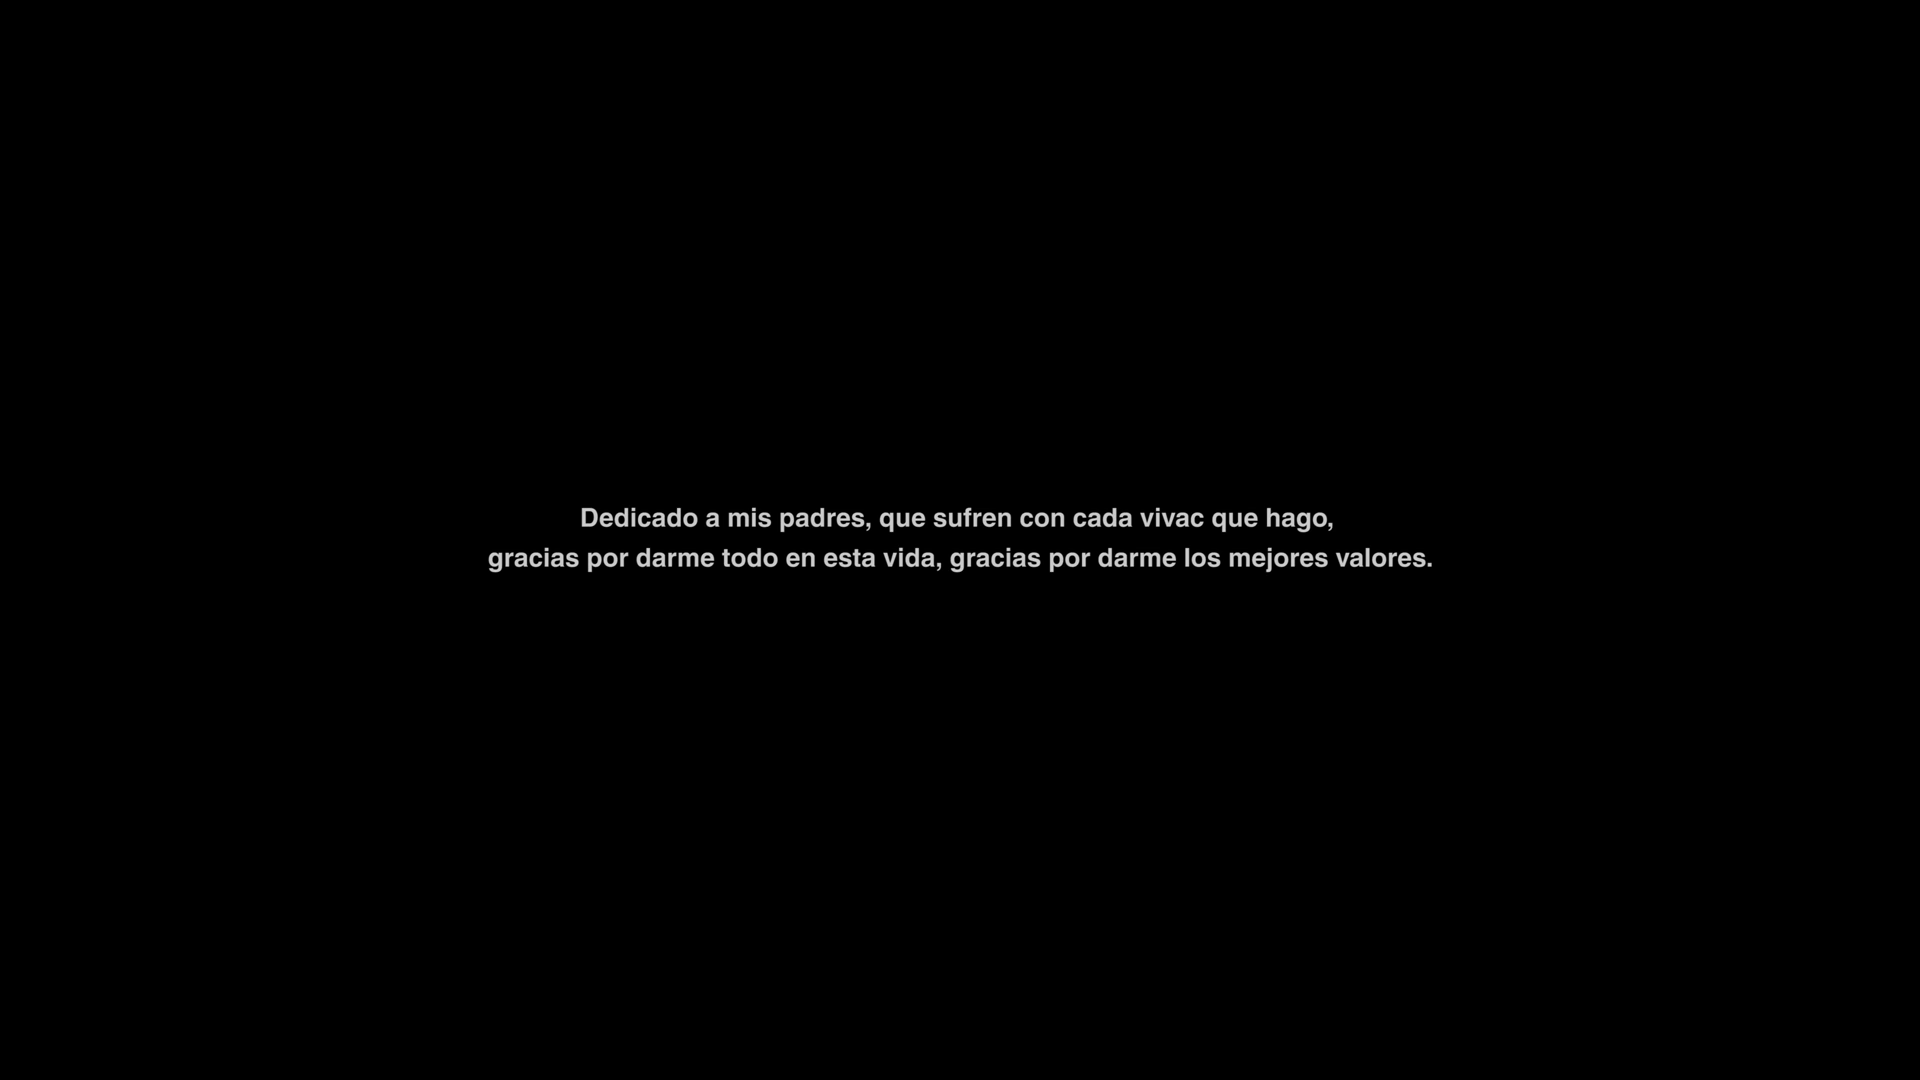 Dedicado a mis padres, que sufren con cada vivac que hago,
gracias por darme todo en esta vida, gracias por darme los mejores valores.